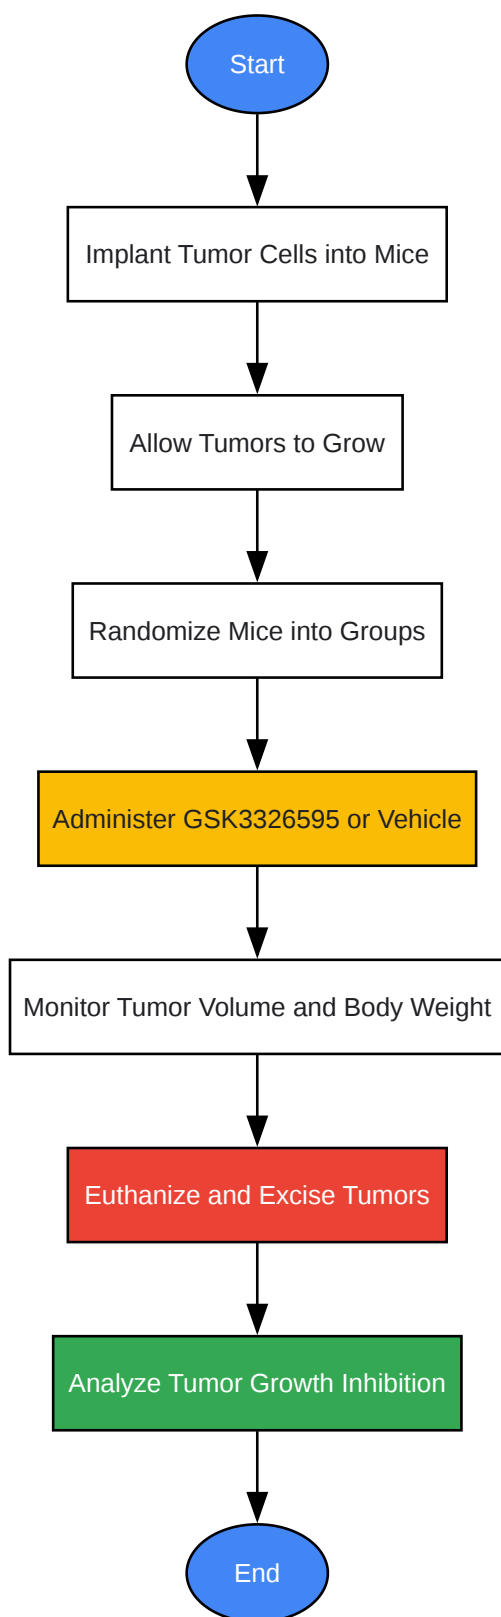 Start
Implant Tumor Cells into Mice
Allow Tumors to Grow
Randomize Mice into Groups
Administer GSK3326595 or Vehicle
Monitor Tumor Volume and Body Weight
Euthanize and Excise Tumors
Analyze Tumor Growth Inhibition
End